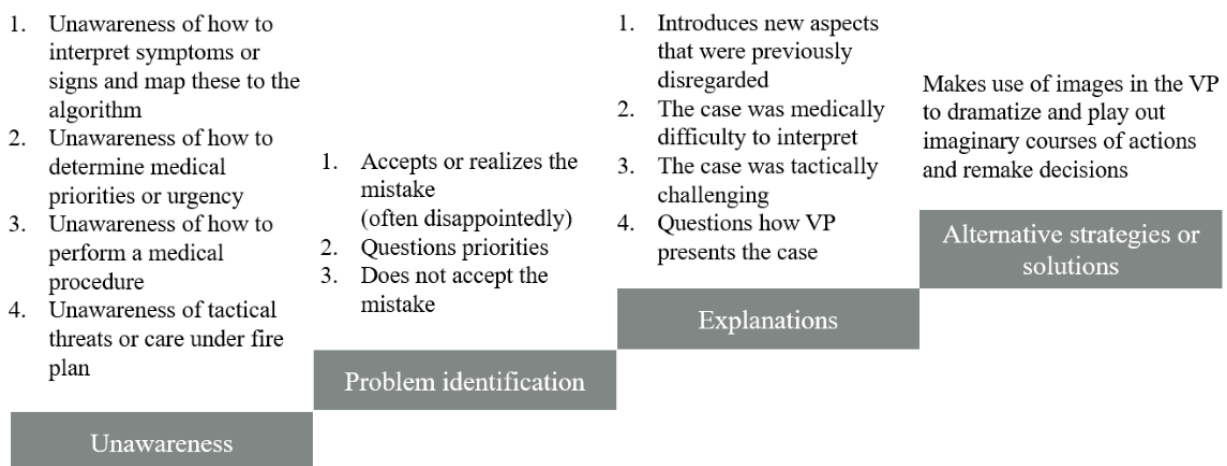 1. Unawareness of how to
interpret symptoms or
signs and map these to the
algorithm
2. Unawareness of how to
determine medical
priorities or urgency
3. Unawareness of how to
perform a medical
procedure
4. Unawareness of tactical
threats or care under fire
plan
Unawareness
1. Accepts or realizes the
mistake
(often disappointedly)
2. Questions priorities
3. Does not accept the
mistake
Problem identification
1. Introduces new aspects
that were previously
disregarded
2. The case was medically
difficulty to interpret
3. The case was tactically
challenging
4. Questions how VP
presents the case
Explanations
Makes use of images in the VP
to dramatize and play out
imaginary courses of actions
and remake decisions
Alternative strategies or
solutions